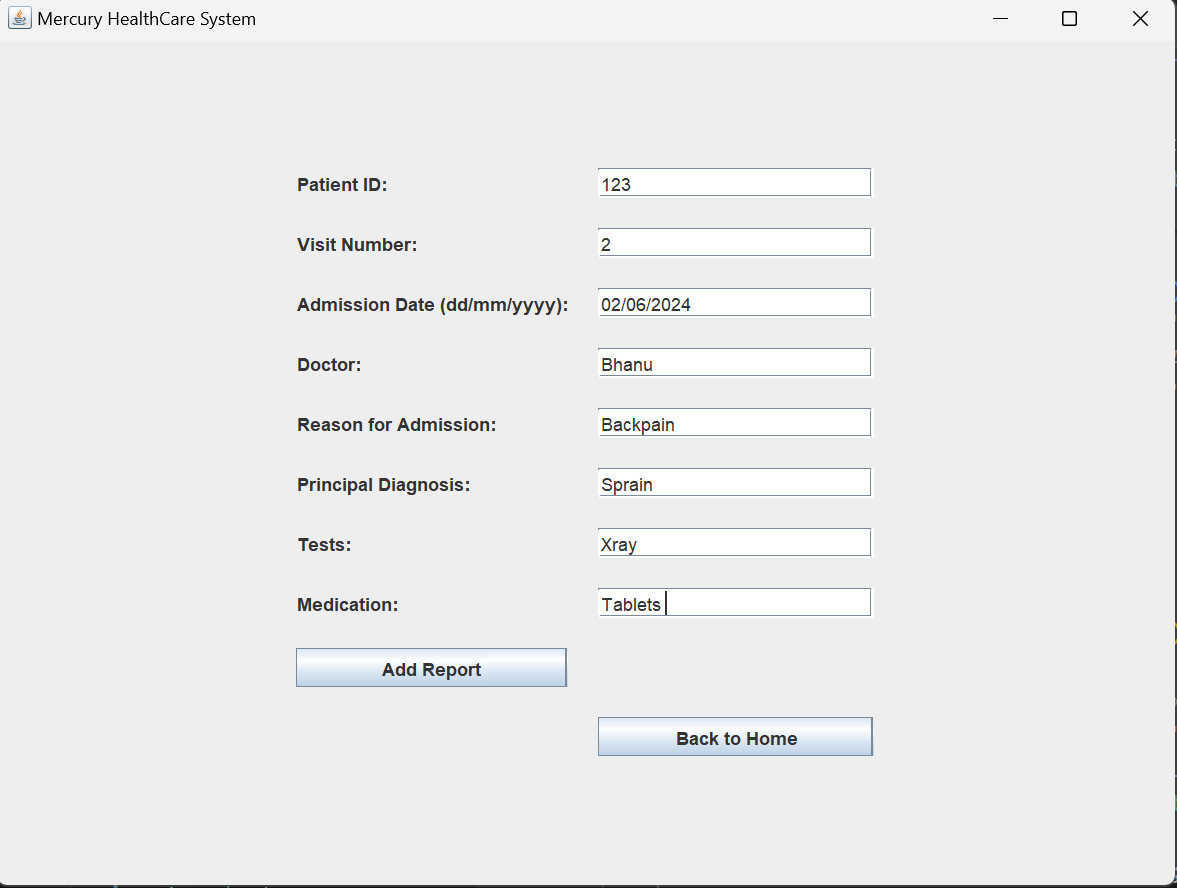 Mercury HealthCare System
Patient ID: 123
Visit Number: 2
Admission Date (dd/mm/yyyy): 02/06/2024
Doctor: Bhanu
Reason for Admission: Backpain
Principal Diagnosis: Sprain
Tests: Xray
Medication: Tablets
Add Report
Back to Home